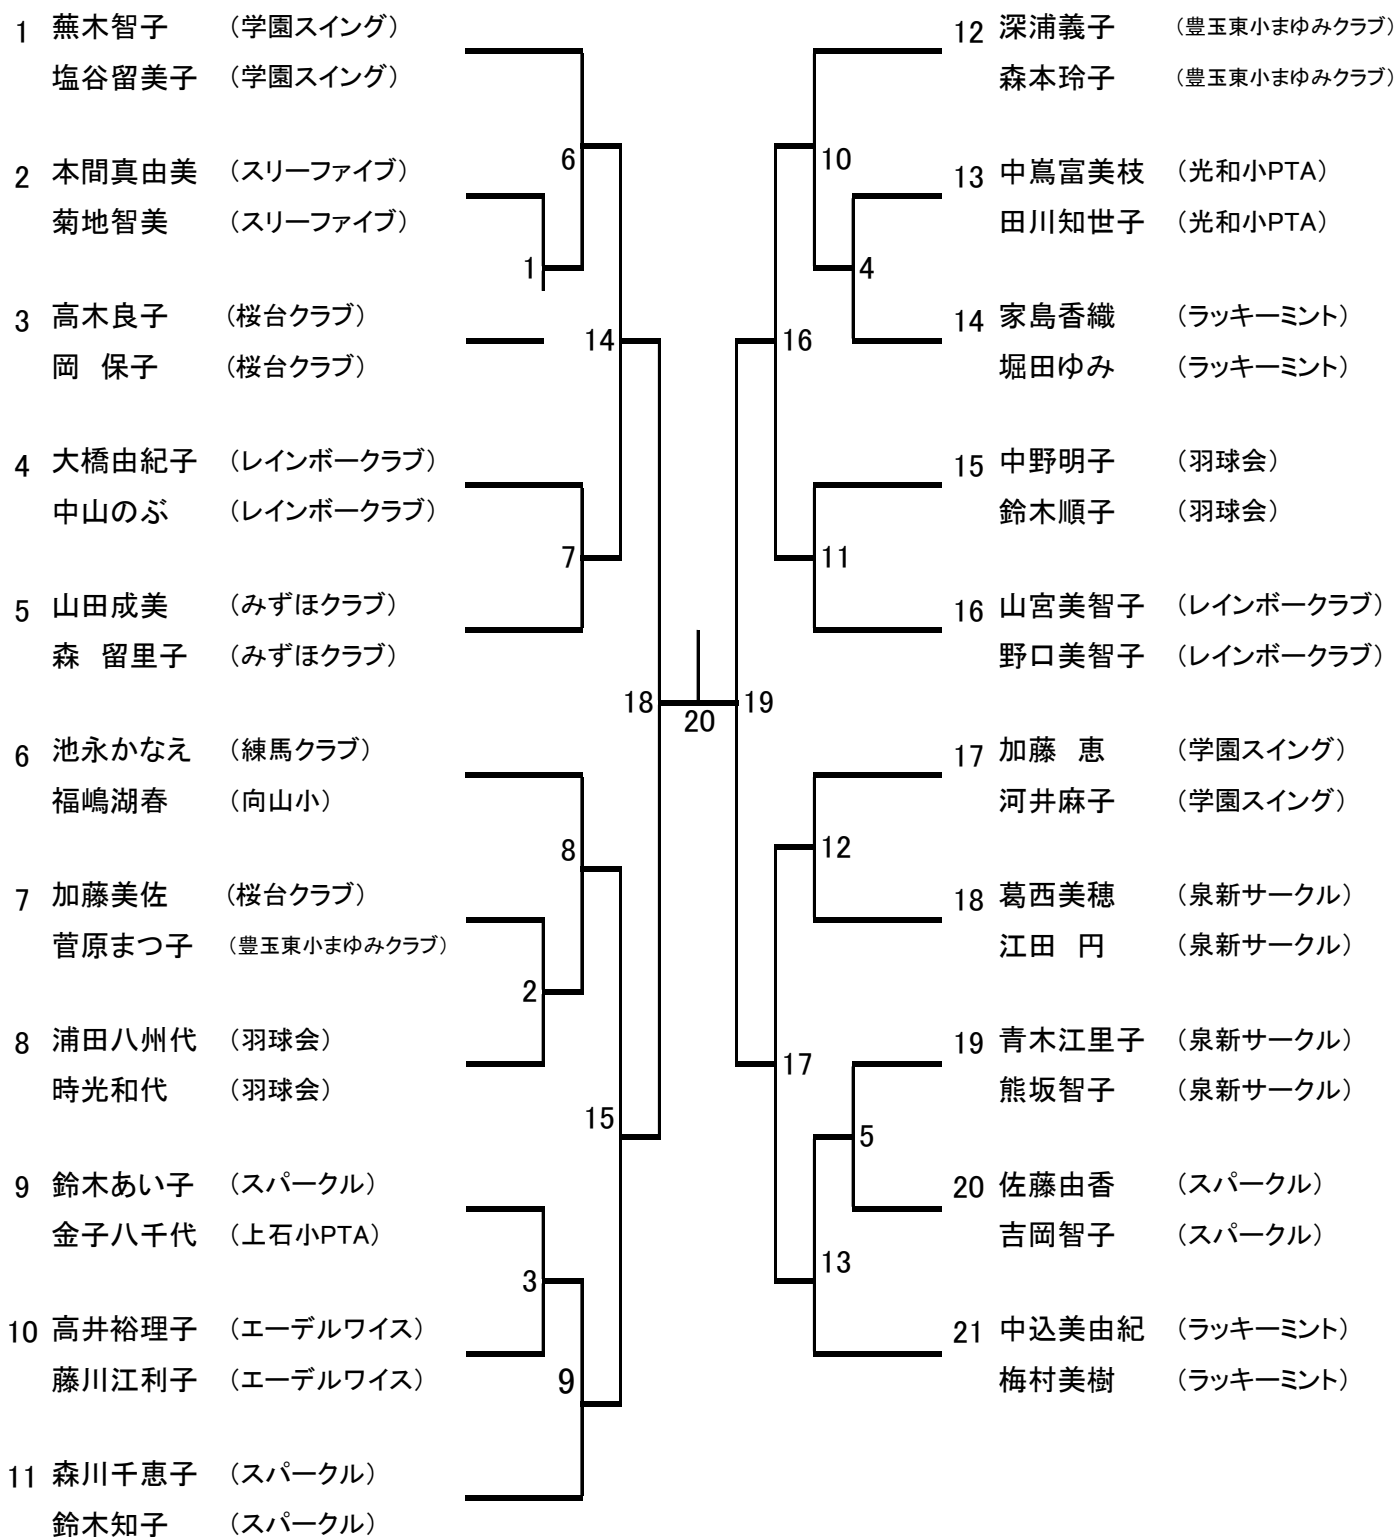 1 蕪木智子 （学園スイング）
塩谷留美子 （学園スイング）
2 本間真由美 （スリーファイブ）
菊地智美 （スリーファイブ）
3 高木良子 （桜台クラブ）
岡 保子 （桜台クラブ）
4 大橋由紀子 （レインボークラブ）
中山のぶ （レインボークラブ）
5 山田成美 （みずほクラブ）
森 留里子 （みずほクラブ）
6 池永かなえ （練馬クラブ）
福嶋湖春 （向山小）
7 加藤美佐 （桜台クラブ）
菅原まつ子 （豊玉東小まゆみクラブ）
8 浦田八州代 （羽球会）
時光和代 （羽球会）
9 鈴木あい子 （スパークル）
金子八千代 （上石小PTA）
10 高井裕理子 （エーデルワイス）
藤川江利子 （エーデルワイス）
11 森川千恵子 （スパークル）
鈴木知子 （スパークル）
6
1
14
7
18
8
2
15
3
9
20
19
10
4
16
11
12
17
5
13
12 深浦義子 （豊玉東小まゆみクラブ）
森本玲子 （豊玉東小まゆみクラブ）
13 中嶌富美枝 （光和小PTA）
田川知世子 （光和小PTA）
14 家島香織 （ラッキーミント）
堀田ゆみ （ラッキーミント）
15 中野明子 （羽球会）
鈴木順子 （羽球会）
16 山宮美智子 （レインボークラブ）
野口美智子 （レインボークラブ）
17 加藤 恵 （学園スイング）
河井麻子 （学園スイング）
18 葛西美穂 （泉新サークル）
江田 円 （泉新サークル）
19 青木江里子 （泉新サークル）
熊坂智子 （泉新サークル）
20 佐藤由香 （スパークル）
吉岡智子 （スパークル）
21 中込美由紀 （ラッキーミント）
梅村美樹 （ラッキーミント）